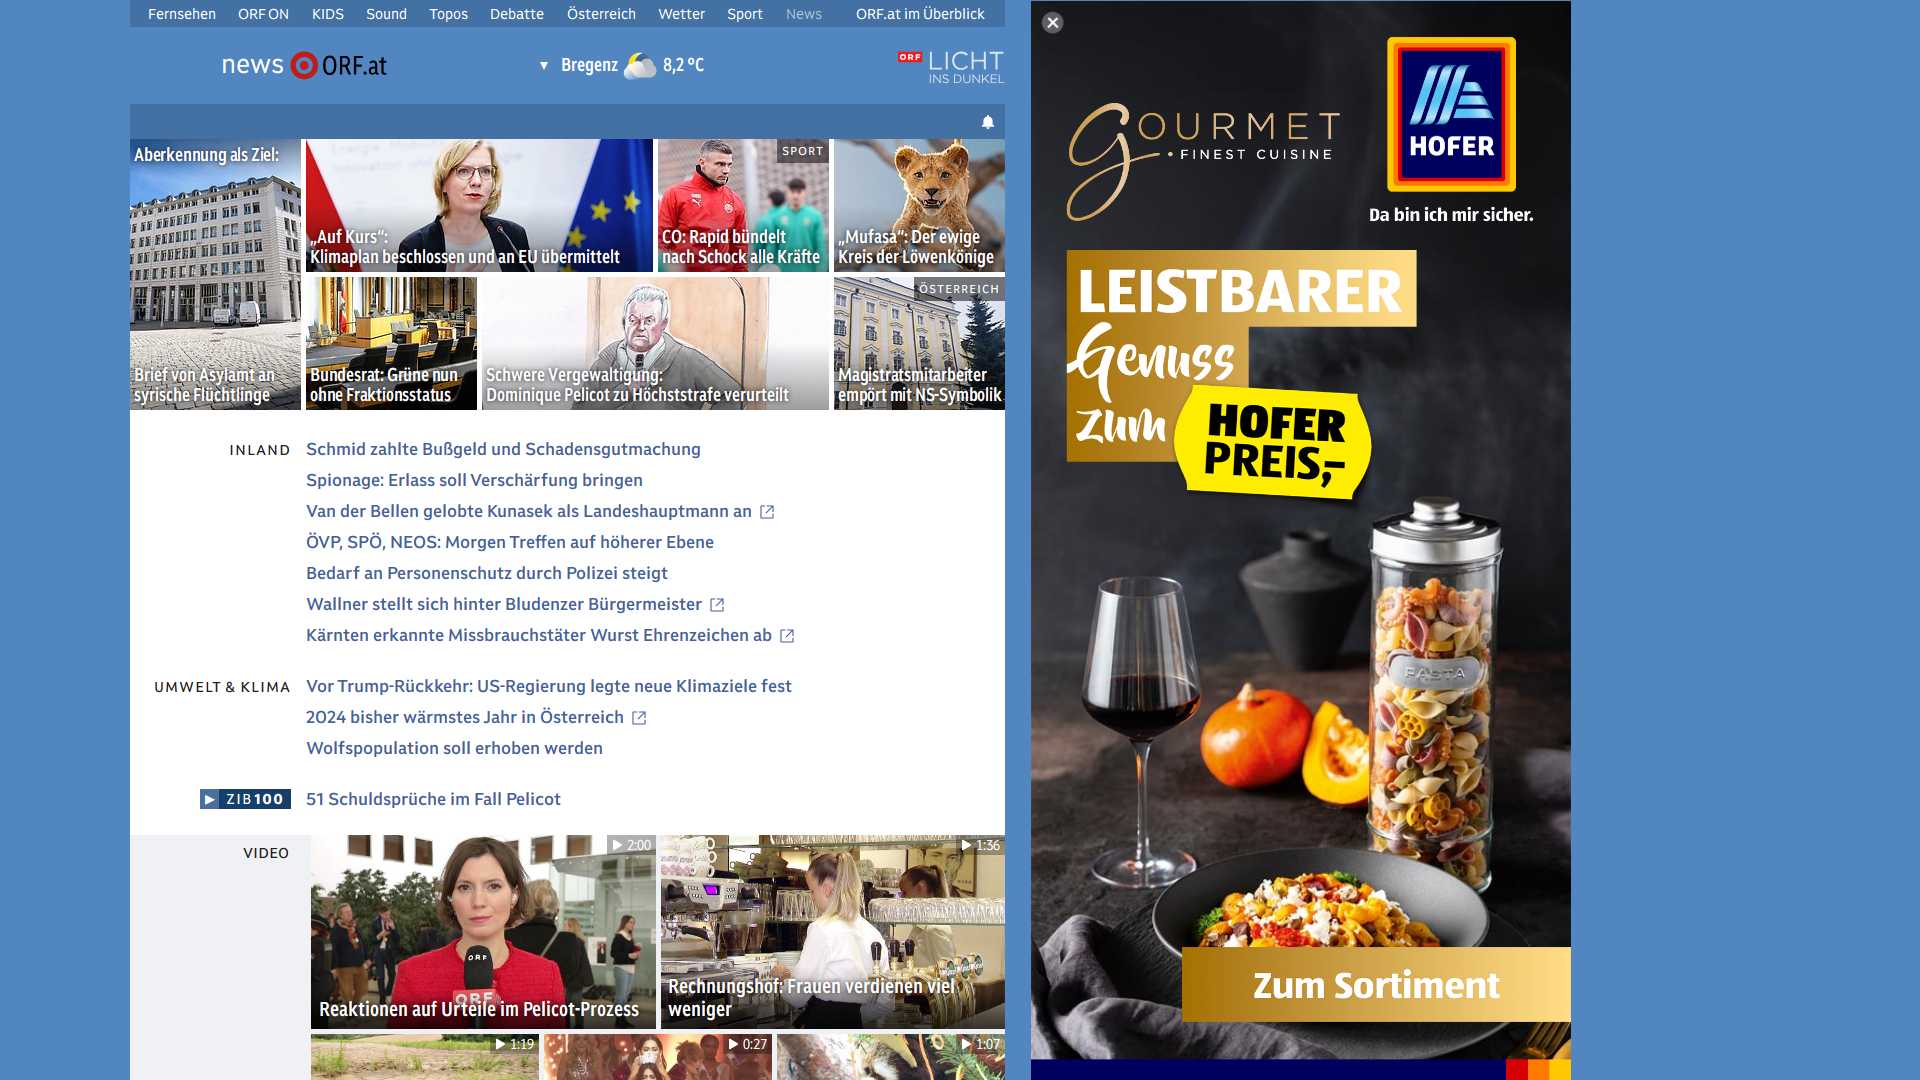 Fernsehen ORF ON KIDS Sound Topos Debatte Österreich Wetter Sport News ORF.at im Überblick
news ORF.at
Bregenz 8,2 °C
ORF LICHT
INS DUNKEL
Aberkennung als Ziel:
Brief von Asylamt an
syrische Flüchtlinge
„Auf Kurs“:
Klimaplan beschlossen und an EU übermittelt
SPORT
CO: Rapid bündelt
nach Schock alle Kräfte
„Mufasa“: Der ewige
Kreis der Löwenkönige
Bundesrat: Grüne nun
ohne Fraktionsstatus
Schwere Vergewaltigung:
Dominique Pelicot zu Höchststrafe verurteilt
ÖSTERREICH
Magistratsmitarbeiter
empört mit NS-Symbolik
INLAND
Schmid zahlte Bußgeld und Schadensgutmachung
Spionage: Erlass soll Verschärfung bringen
Van der Bellen gelobte Kunasek als Landeshauptmann an
ÖVP, SPÖ, NEOS: Morgen Treffen auf höherer Ebene
Bedarf an Personenschutz durch Polizei steigt
Wallner stellt sich hinter Bludenzer Bürgermeister
Kärnten erkannte Missbrauchstäter Wurst Ehrenzeichen ab
UMWELT & KLIMA
Vor Trump-Rückkehr: US-Regierung legte neue Klimaziele fest
2024 bisher wärmstes Jahr in Österreich
Wolfspopulation soll erhoben werden
ZIB100
51 Schuldsprüche im Fall Pelicot
VIDEO
2:00
ORF
ORF
Reaktionen auf Urteile im Pelicot-Prozess
1:36
Rechnungshof: Frauen verdienen viel
weniger
1:19
0:27
1:07
GOURMET
FINEST CUISINE
HOFER
Da bin ich mir sicher.
LEISTBARER
Genuss
zum
HOFER
PREIS,-
PASTA
Zum Sortiment